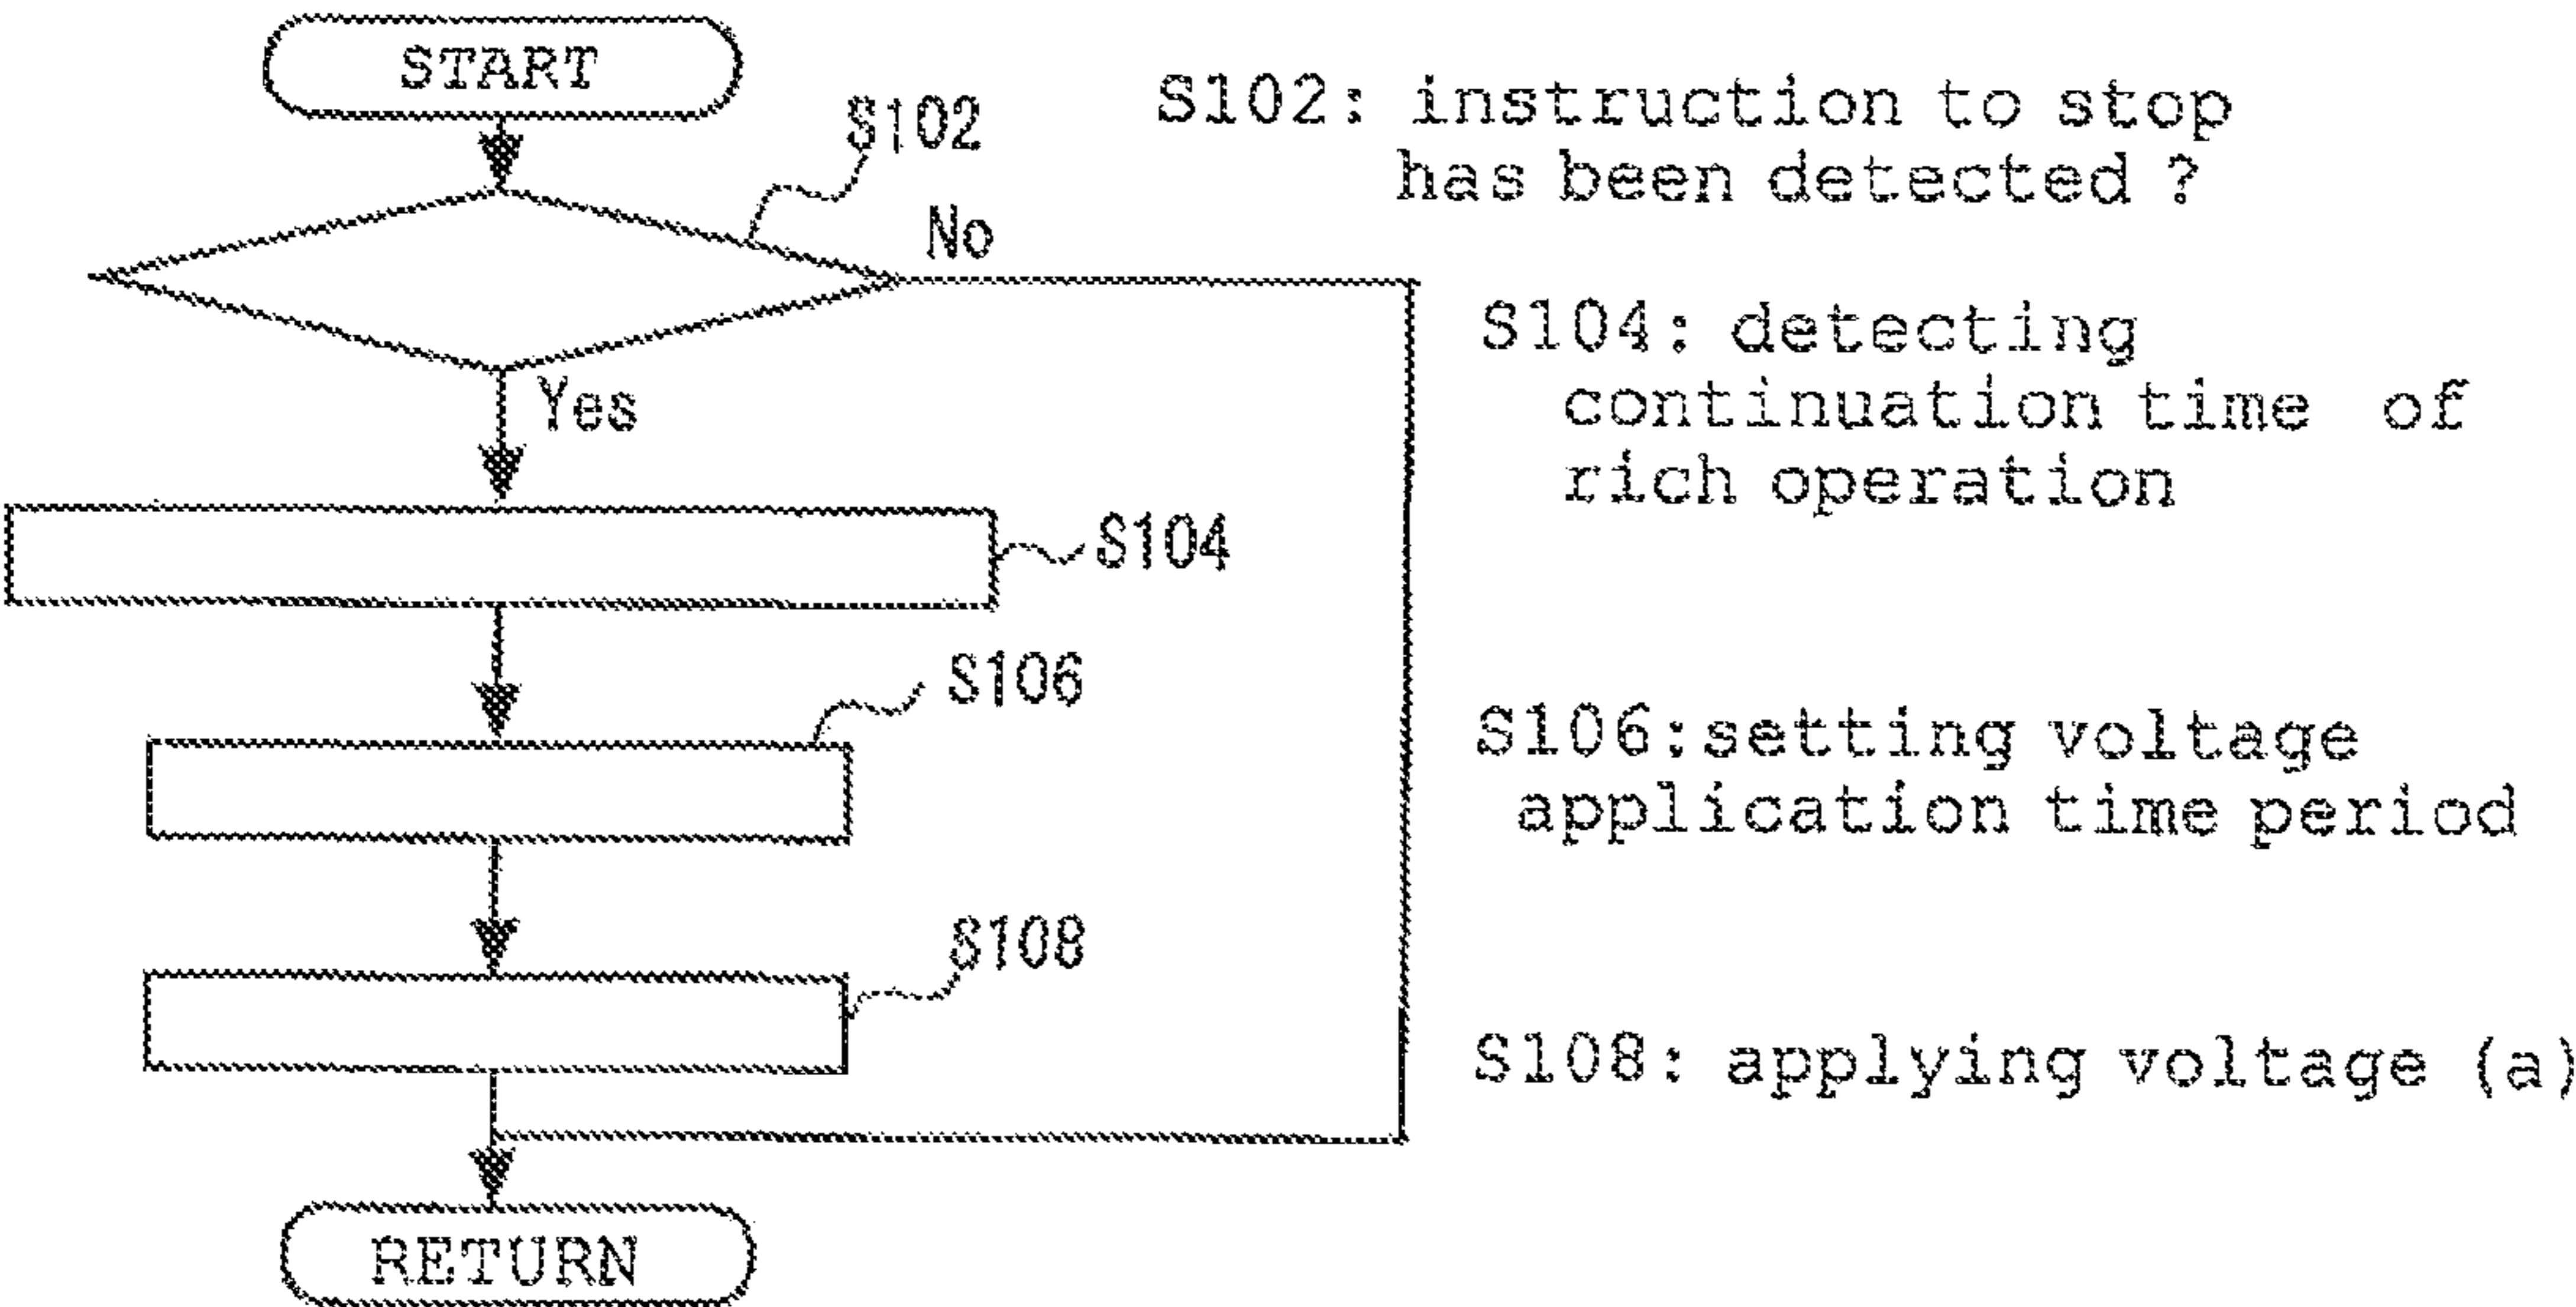 START
S102
No
Yes
S104
S106
S108
RETURN
S102: instruction to stop
has been detected ?
S104: detecting
continuation time of
rich operation
S106:setting voltage
application time period
S108: applying voltage (a)